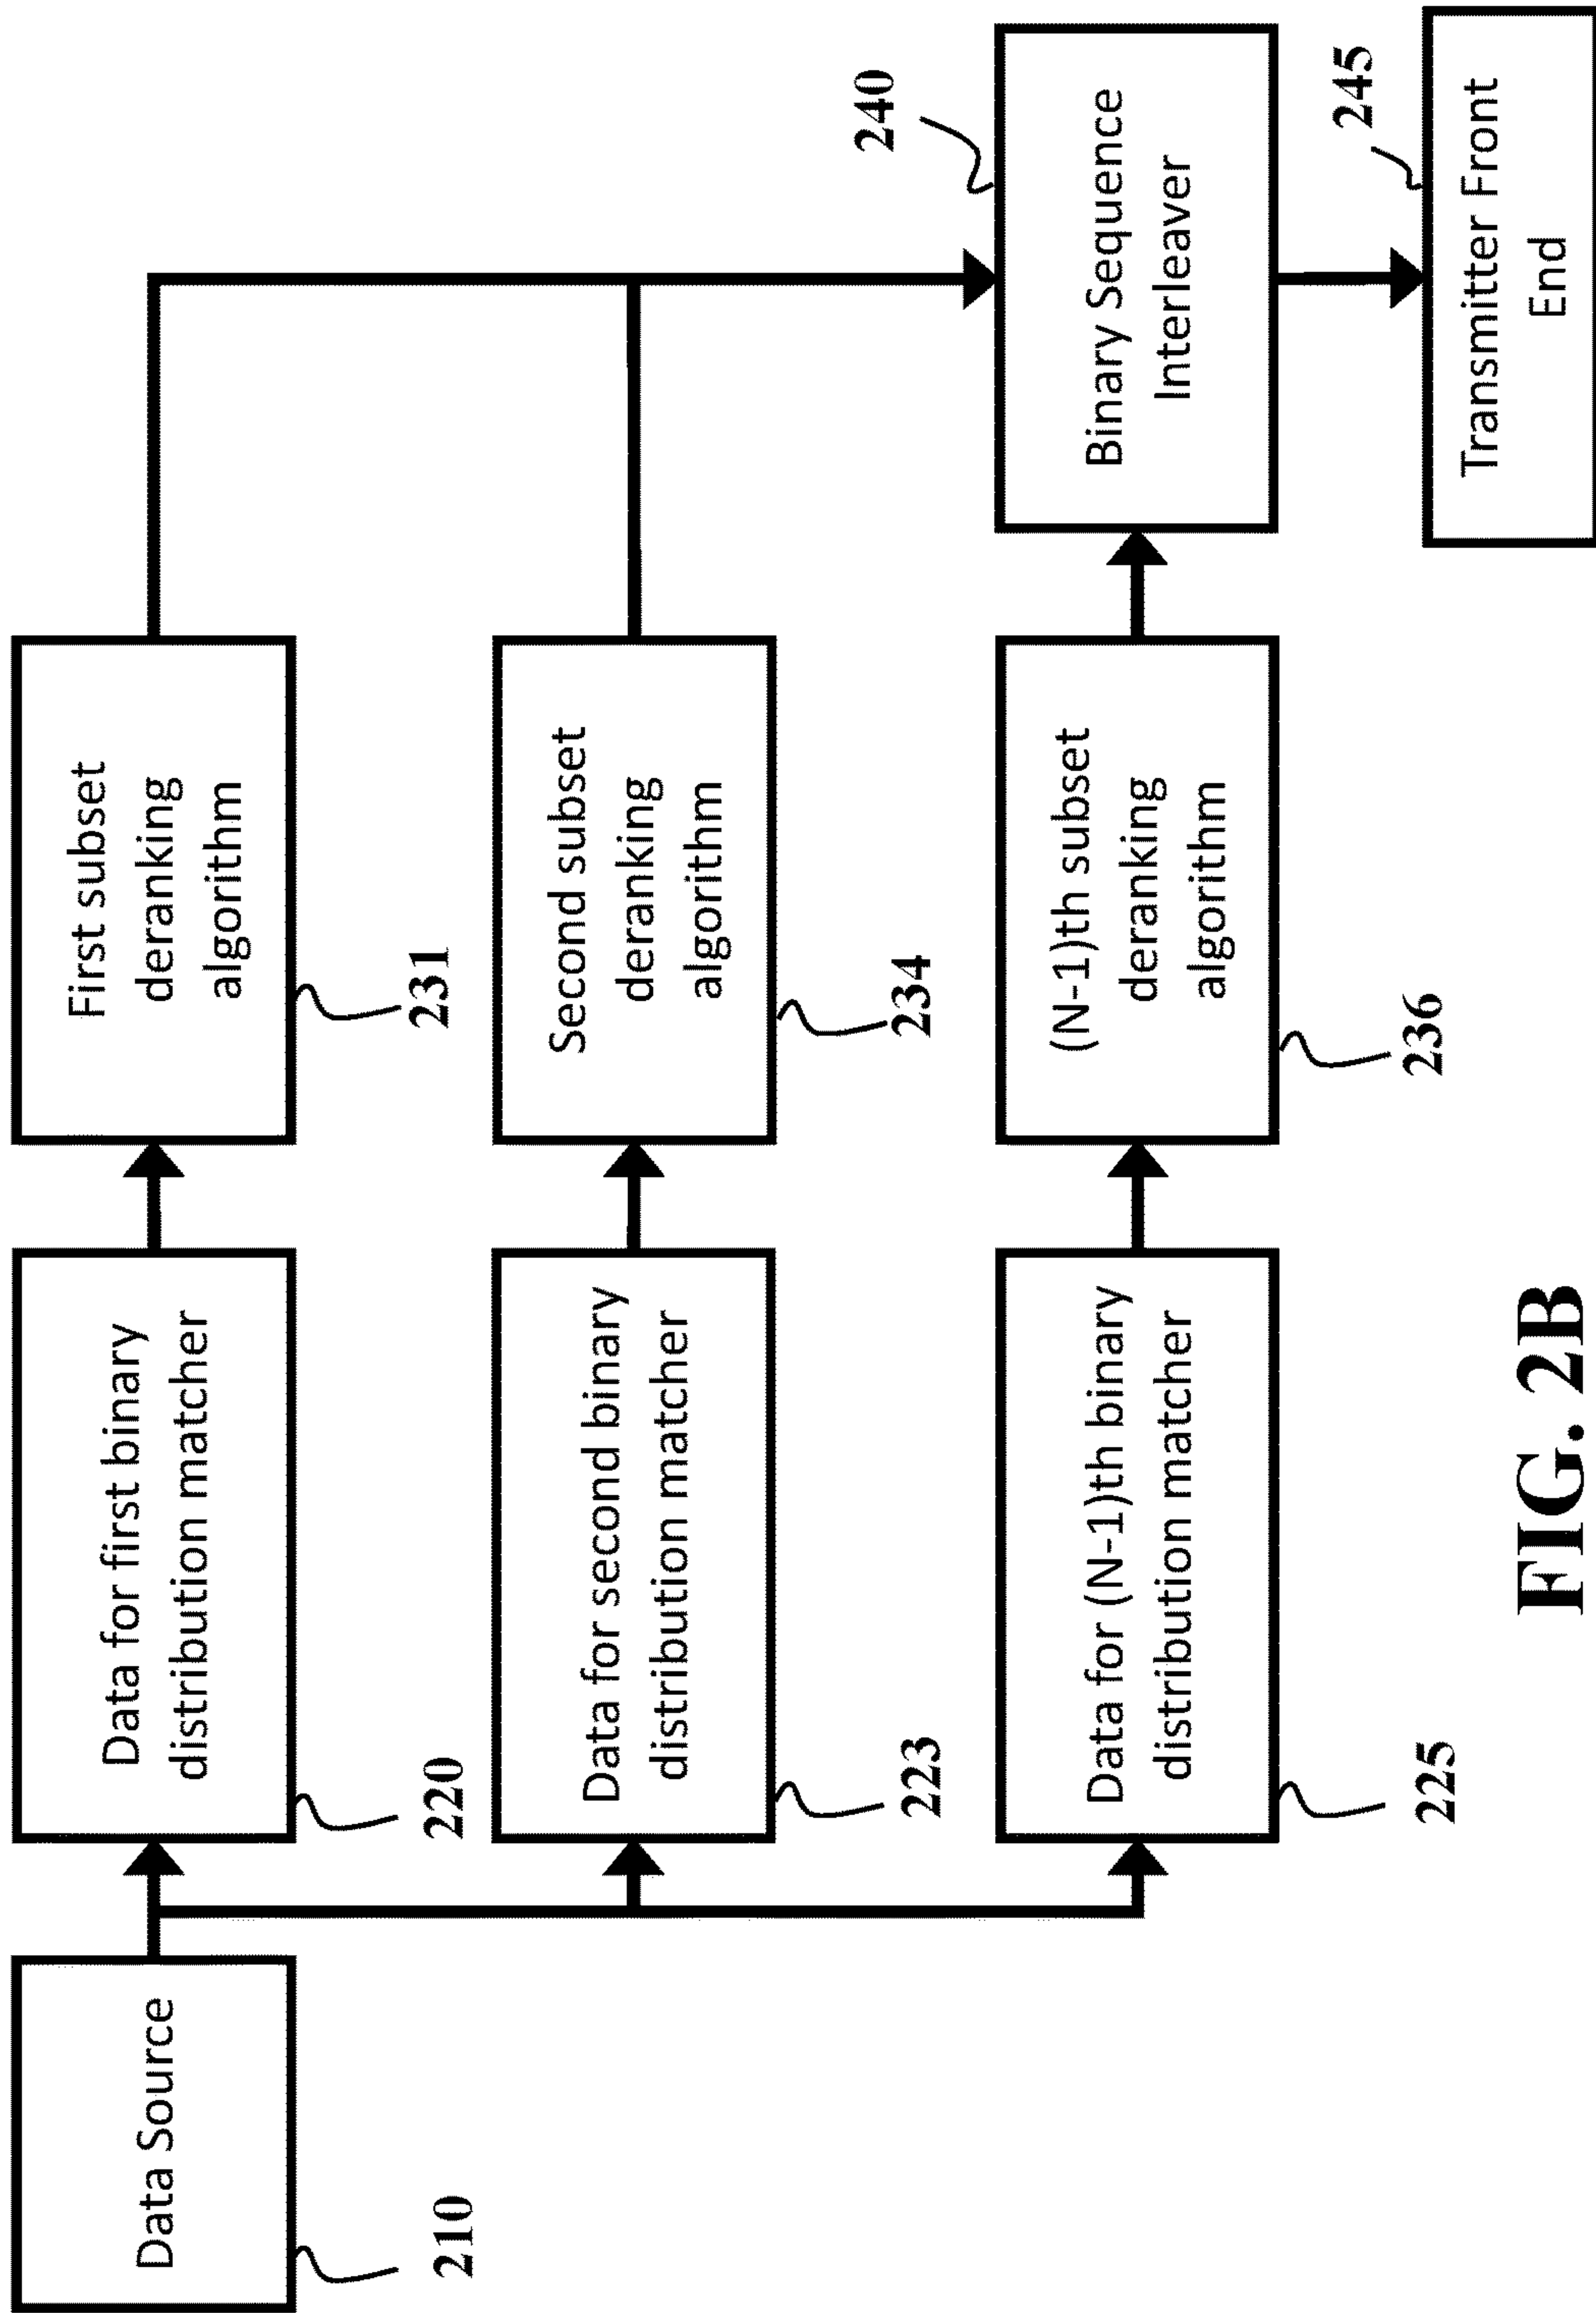 Data Source
210
Data for first binary
distribution matcher
220
First subset
deranking
algorithm
231
Data for second binary
distribution matcher
223
Second subset
deranking
algorithm
234
Data for (N-1)th binary
distribution matcher
225
(N-1)th subset
deranking
algorithm
236
240
Binary Sequence
Interleaver
245
Transmitter Front
End
FIG. 2B